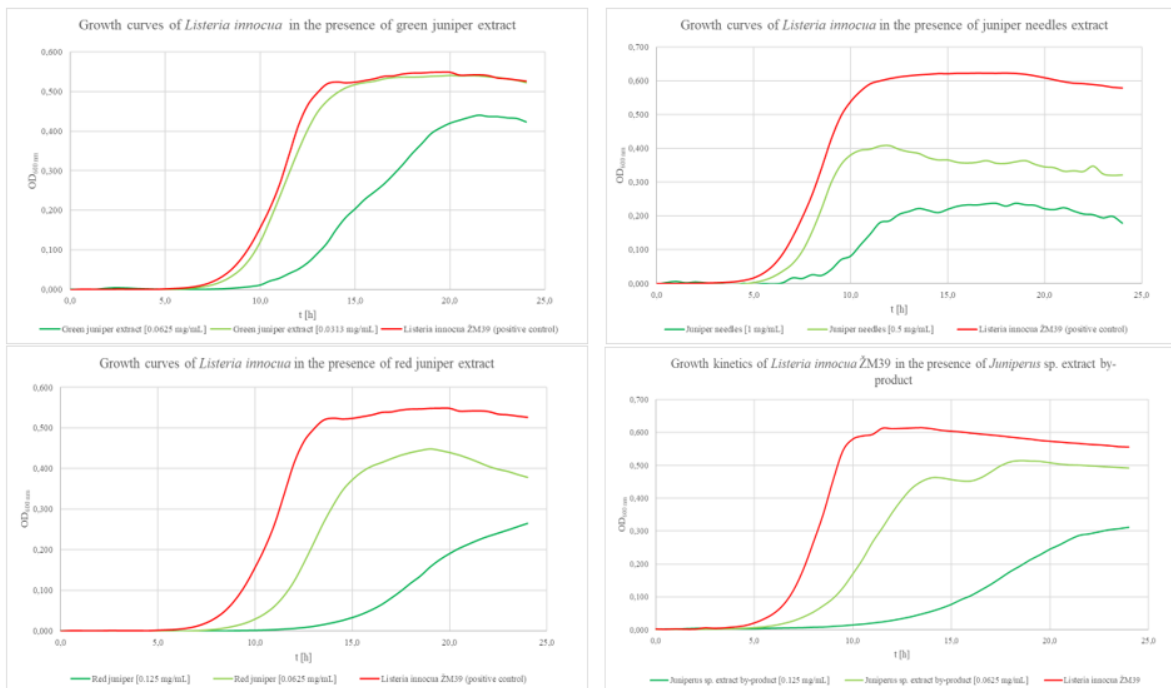 Growth curves of Listeria innocua in the presence of green juniper extract
0,600
0,500
0,400
0,300
0,200
0,100
0,000
OD600 nm
0,0 5,0 10,0 15,0 20,0 25,0
t [h]
Green juniper extract [0.0625 mg/mL] Green juniper extract [0.0313 mg/mL] Listeria innocua ŽM39 (positive control)
Growth curves of Listeria innocua in the presence of juniper needles extract
0,700
0,600
0,500
0,400
0,300
0,200
0,100
0,000
OD600 nm
0,0 5,0 10,0 15,0 20,0 25,0
t [h]
Juniper needles [1 mg/mL] Juniper needles [0.5 mg/mL] Listeria innocua ŽM39 (positive control)
Growth curves of Listeria innocua in the presence of red juniper extract
0,600
0,500
0,400
0,300
0,200
0,100
0,000
OD600 nm
0,0 5,0 10,0 15,0 20,0 25,0
t [h]
Red juniper [0.125 mg/mL] Red juniper [0.0625 mg/mL] Listeria innocua ŽM39 (positive control)
Growth kinetics of Listeria innocua ŽM39 in the presence of Juniperus sp. extract by-
product
0,700
0,600
0,500
0,400
0,300
0,200
0,100
0,000
OD600 nm
0,0 5,0 10,0 15,0 20,0 25,0
t [h]
Juniperus sp. extract by-product [0.125 mg/mL] Juniperus sp. extract by-product [0.0625 mg/mL] Listeria innocua ŽM39